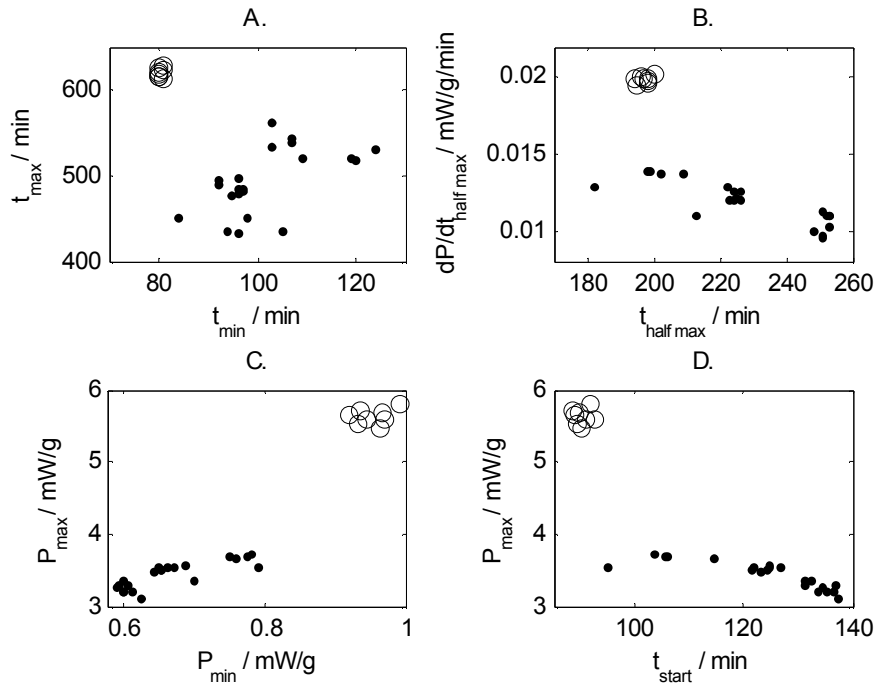 A.
t_max / min
600
500
400
80
100
120
t_min / min
B.
dP/dt_half max / mW/g/min
0.02
0.015
0.01
180
200
220
240
260
t_half max / min
C.
P_max / mW/g
6
5
4
3
0.6
0.8
1
P_min / mW/g
D.
P_max / mW/g
6
5
4
3
100
120
140
t_start / min